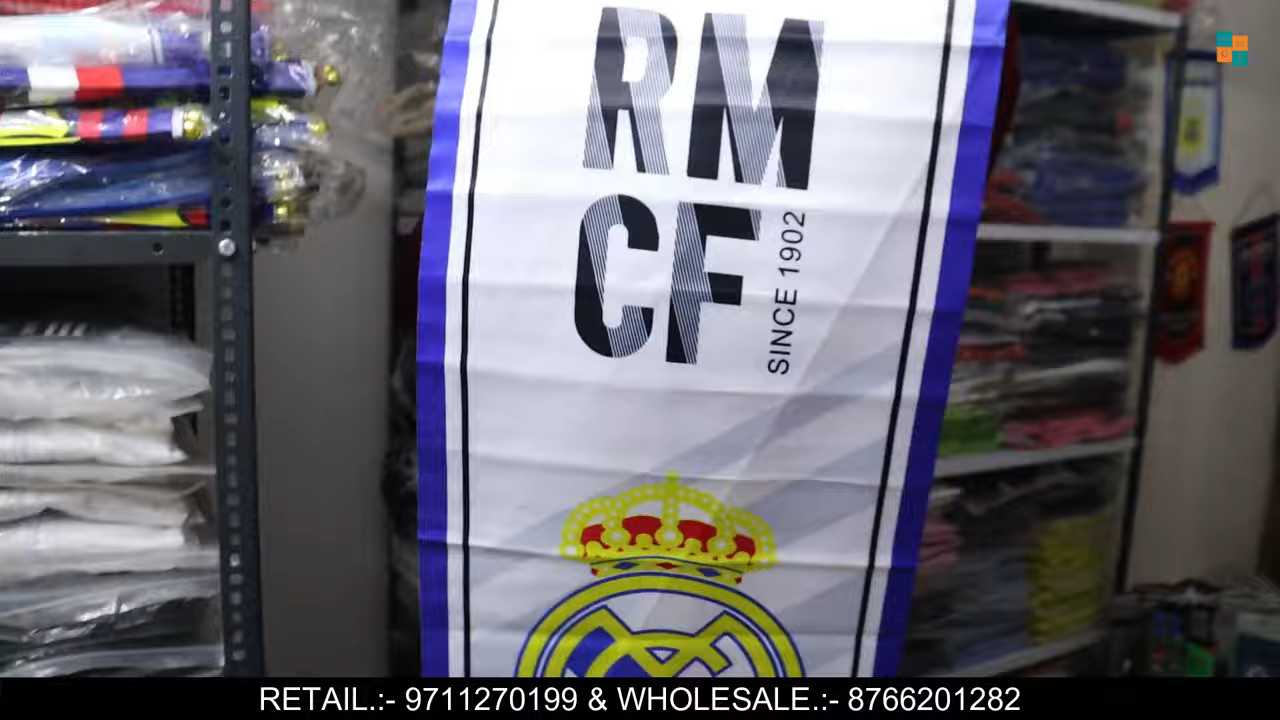 RM
CF
SINCE 1902
RETAIL.:- 9711270199 & WHOLESALE.:- 8766201282